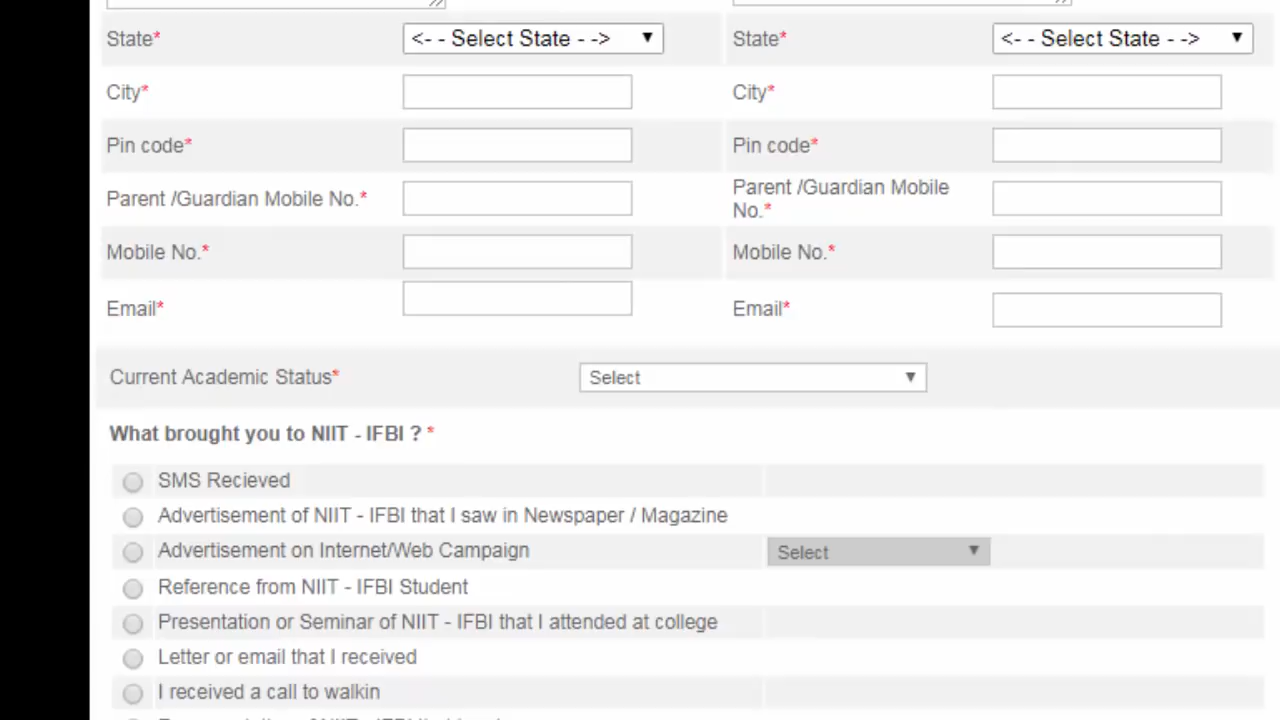 State* <- - Select State - -> State* <- - Select State - ->
City* City*
Pin code* Pin code*
Parent /Guardian Mobile No.* Parent /Guardian Mobile
No.*
Mobile No.* Mobile No.*
Email* Email*
Current Academic Status* Select
What brought you to NIIT - IFBI ? *
SMS Recieved
Advertisement of NIIT - IFBI that I saw in Newspaper / Magazine
Advertisement on Internet/Web Campaign Select
Reference from NIIT - IFBI Student
Presentation or Seminar of NIIT - IFBI that I attended at college
Letter or email that I received
I received a call to walkin